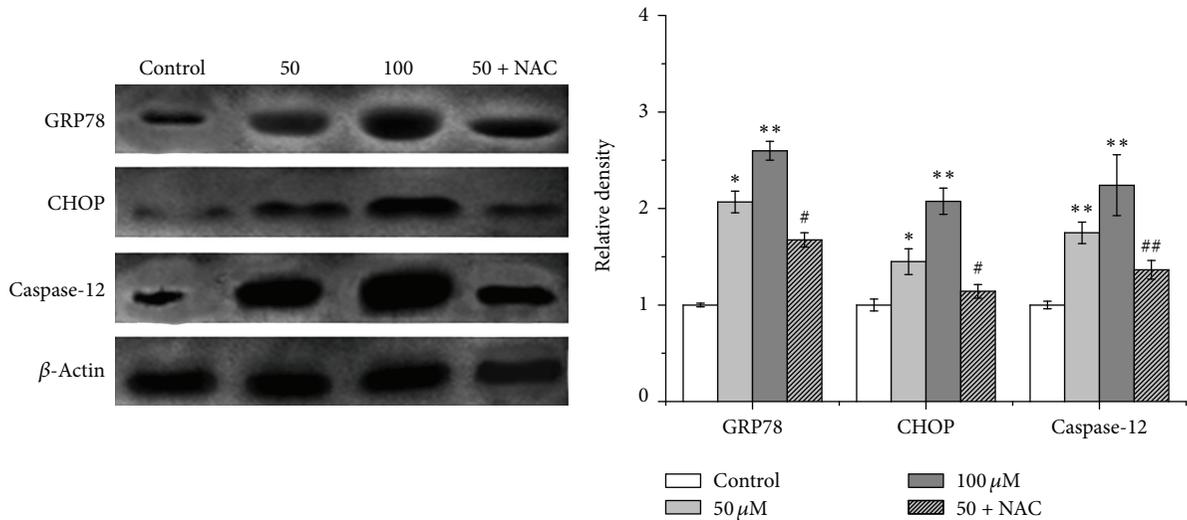 Control 50 100 50 + NAC
GRP78
CHOP
Caspase-12
β-Actin
4
3
2
1
0
Relative density
*
**
#
*
**
#
**
**
##
GRP78 CHOP Caspase-12
Control
50 μM
100 μM
50 + NAC